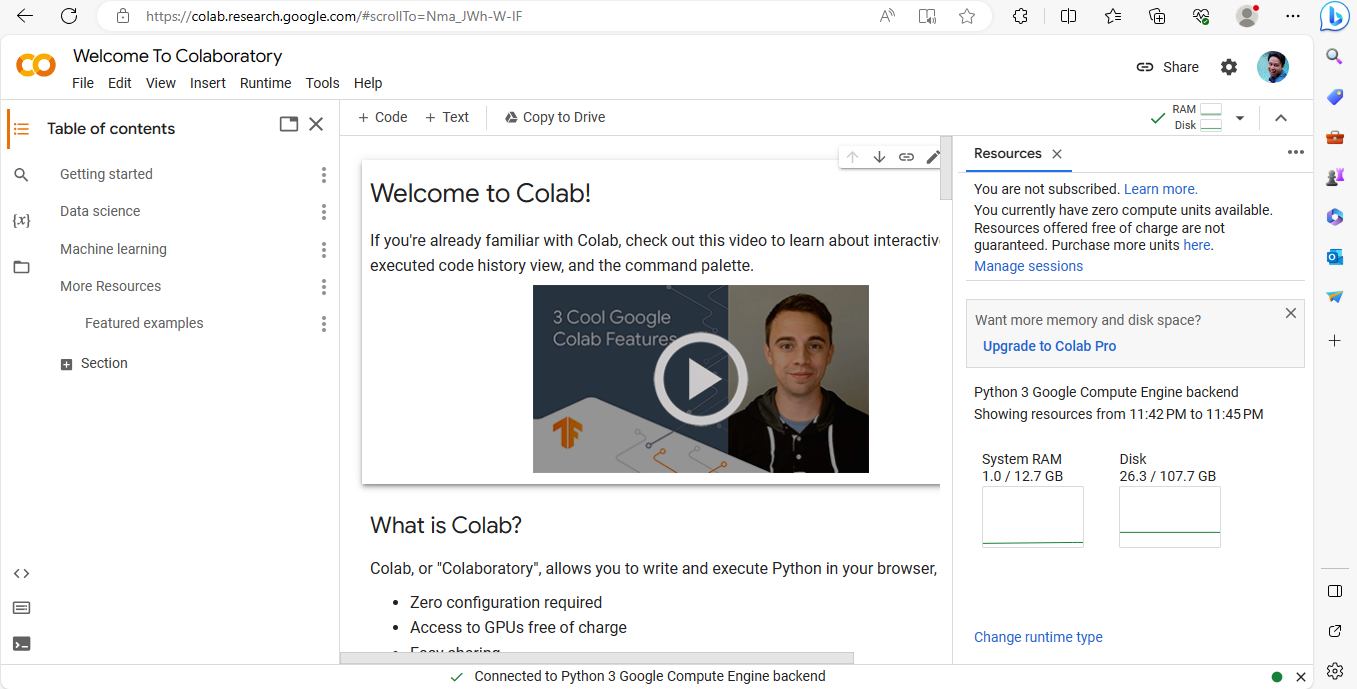 https://colab.research.google.com/#scrollTo=Nma_JWh-W-IF
Welcome To Colaboratory
File Edit View Insert Runtime Tools Help
Share
Table of contents
Getting started
Data science
Machine learning
More Resources
Featured examples
Section
+ Code + Text Copy to Drive
RAM
Disk
Welcome to Colab!
If you're already familiar with Colab, check out this video to learn about interactive
executed code history view, and the command palette.
3 Cool Google
Colab Features
What is Colab?
Colab, or "Colaboratory", allows you to write and execute Python in your browser,
• Zero configuration required
• Access to GPUs free of charge
• Easy sharing
Resources
You are not subscribed. Learn more.
You currently have zero compute units available.
Resources offered free of charge are not
guaranteed. Purchase more units here.
Manage sessions
Want more memory and disk space?
Upgrade to Colab Pro
Python 3 Google Compute Engine backend
Showing resources from 11:42 PM to 11:45 PM
System RAM
1.0 / 12.7 GB
Disk
26.3 / 107.7 GB
Change runtime type
Connected to Python 3 Google Compute Engine backend